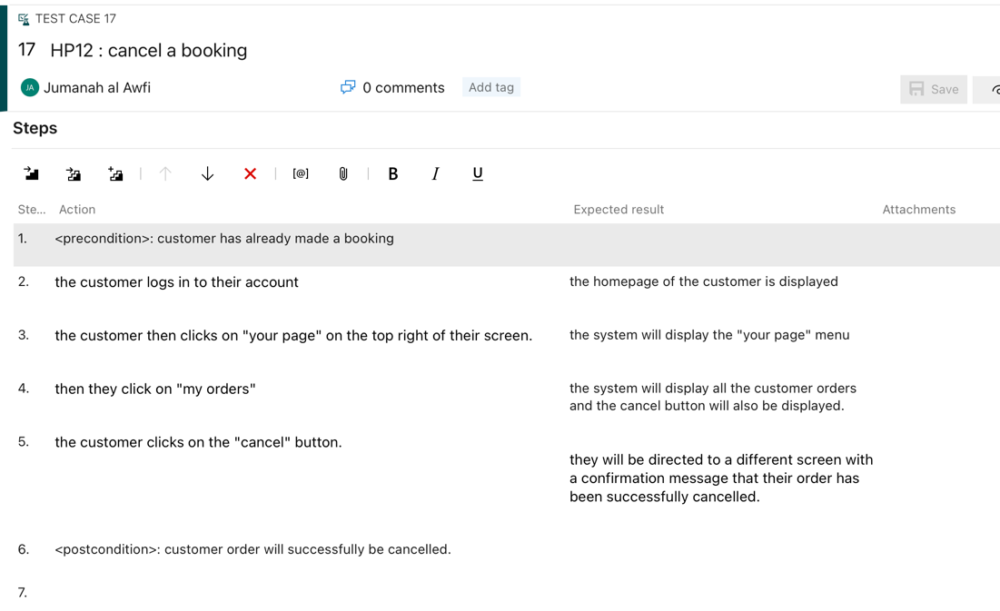 TEST CASE 17
17 HP12 : cancel a booking
JA Jumanah al Awfi
0 comments
Add tag
Save
Steps
[@]
B I U
Ste... Action Expected result Attachments
1. <precondition>: customer has already made a booking
2. the customer logs in to their account the homepage of the customer is displayed
3. the customer then clicks on "your page" on the top right of their screen. the system will display the "your page" menu
4. then they click on "my orders" the system will display all the customer orders
and the cancel button will also be displayed.
5. the customer clicks on the "cancel" button.
they will be directed to a different screen with
a confirmation message that their order has
been successfully cancelled.
6. <postcondition>: customer order will successfully be cancelled.
7.